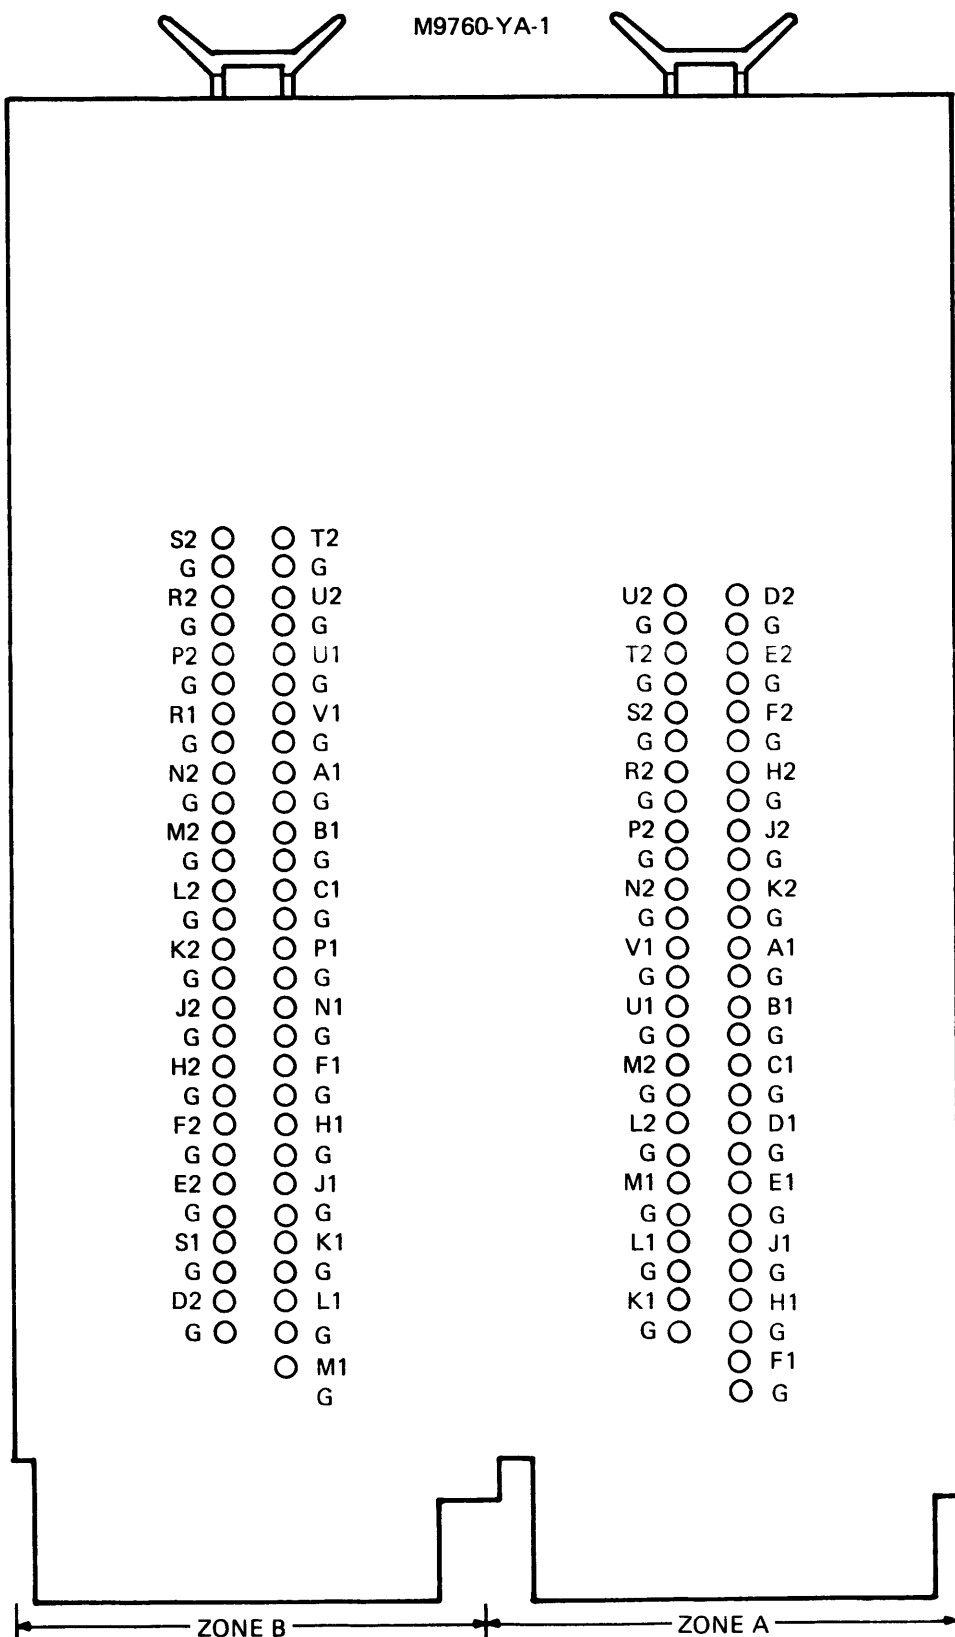 M9760-YA-1
S2 T2
G G
R2 U2 U2 D2
G G G G
P2 U1 T2 E2
G G G G
R1 V1 S2 F2
G G G G
N2 A1 R2 H2
G G G G
M2 B1 P2 J2
G G G G
L2 C1 N2 K2
G G G G
K2 P1 V1 A1
G G G G
J2 N1 U1 B1
G G G G
H2 F1 M2 C1
G G G G
F2 H1 L2 D1
G G G G
E2 J1 M1 E1
G G G G
S1 K1 L1 J1
G G G G
D2 L1 K1 H1
G G G G
M1 F1
G G
ZONE B ZONE A